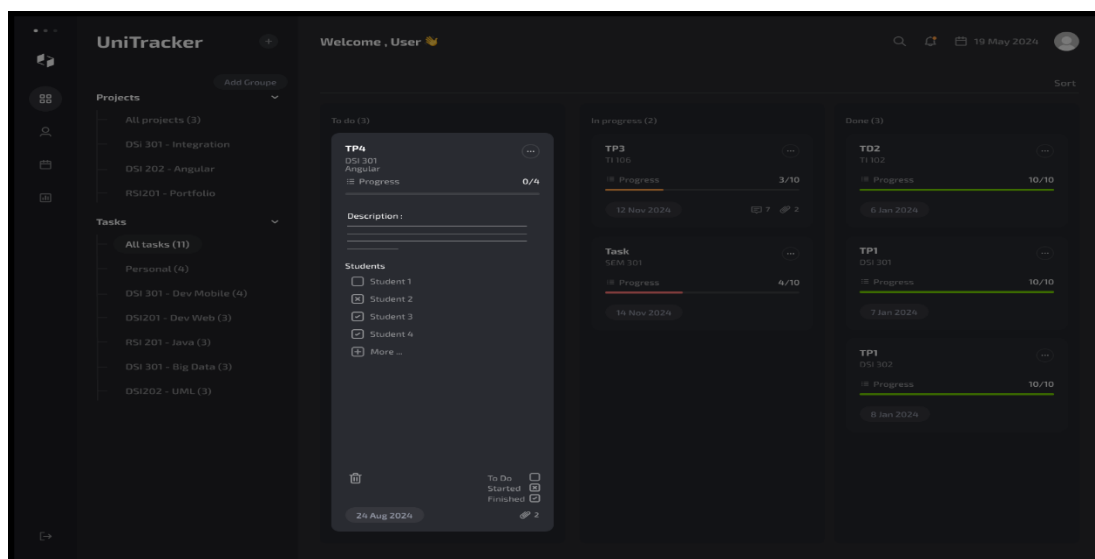 UniTracker
Add Groupe
Projects
All projects (3)
DSI 301 - Integration
DSI 202 - Angular
RSI201 - Portfolio
Tasks
All tasks (11)
Personal (4)
DSI 301 - Dev Mobile (4)
DSI201 - Dev Web (3)
RSI 201 - Java (3)
DSI 301 - Big Data (3)
DSI202 - UML (3)
Welcome , User 👋
19 May 2024
Sort
To do (3)
TP4
DSI 301
Angular
Progress 0/4
Description :
Students
Student 1
Student 2
Student 3
Student 4
More ...
To Do
Started
Finished
24 Aug 2024 2
In progress (2)
TP3
TI 106
Progress 3/10
12 Nov 2024 7 2
Task
SEM 301
Progress 4/10
14 Nov 2024
Done (3)
TD2
TI 102
Progress 10/10
6 Jan 2024
TP1
DSI 301
Progress 10/10
7 Jan 2024
TP1
DSI 302
Progress 10/10
8 Jan 2024